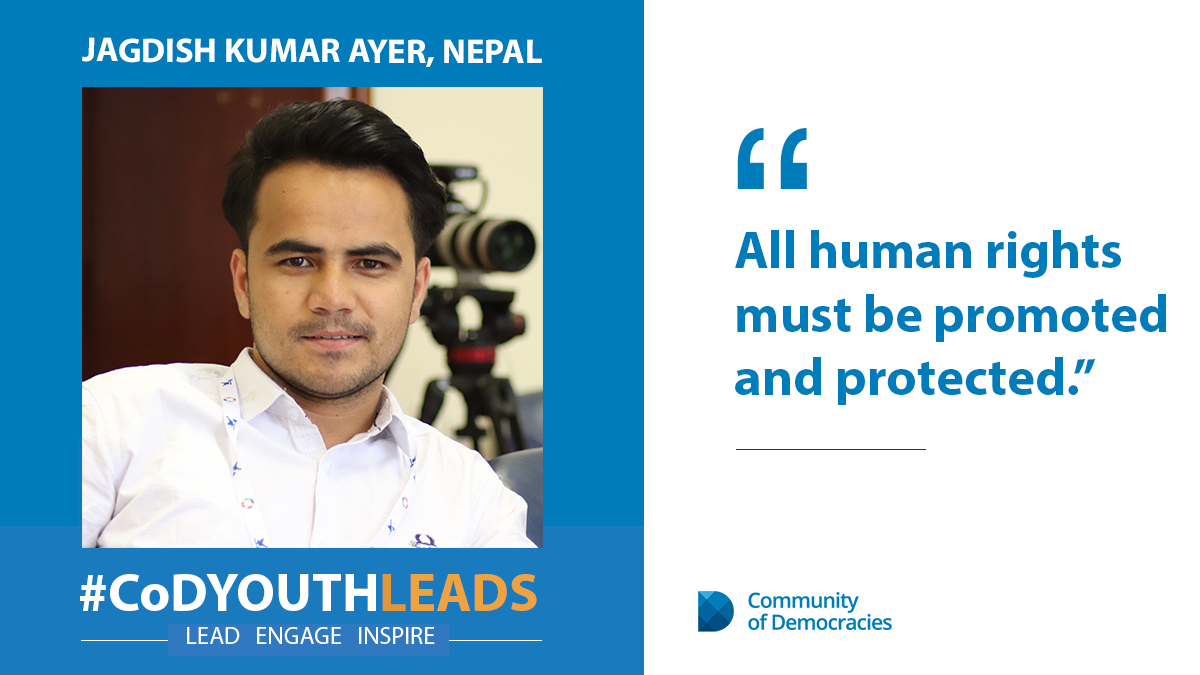 JAGDISH KUMAR AYER, NEPAL
#CoDYOUTHLEADS
LEAD ENGAGE INSPIRE
“
All human rights
must be promoted
and protected.”
Community
of Democracies